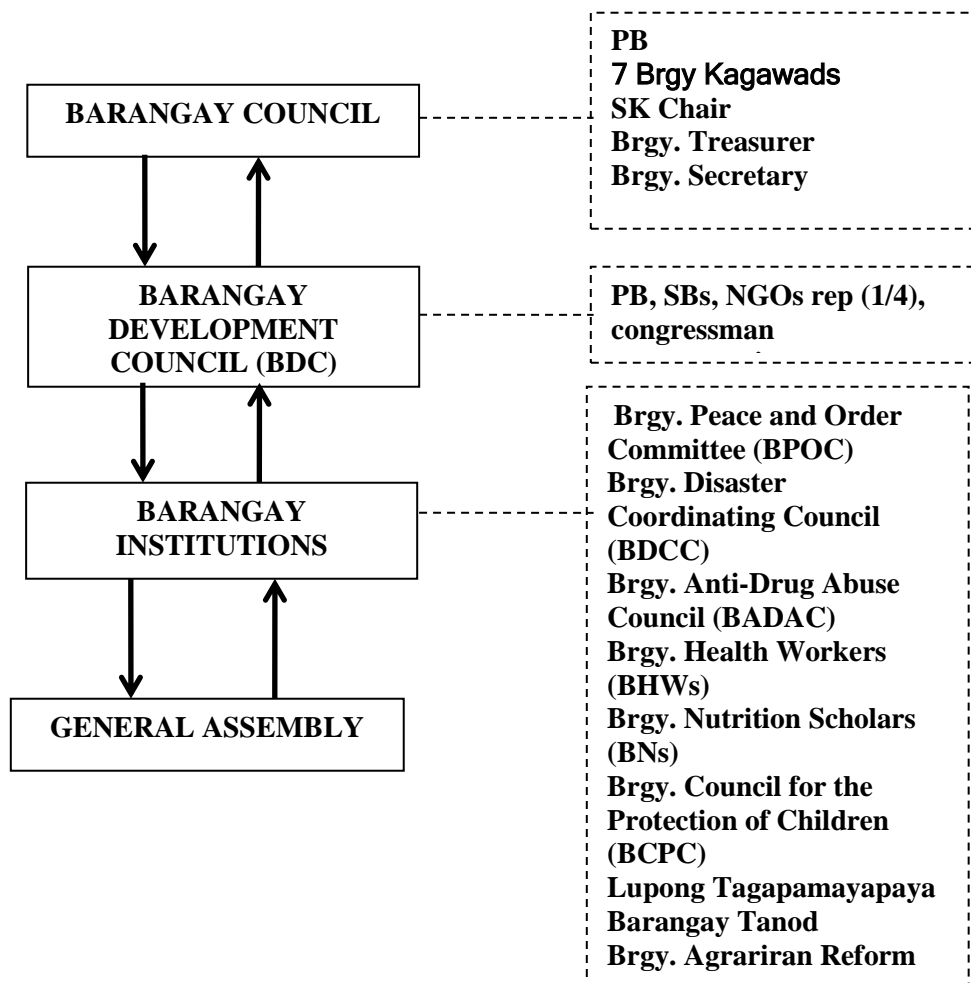 BARANGAY COUNCIL
PB
7 Brgy Kagawads
SK Chair
Brgy. Treasurer
Brgy. Secretary
BARANGAY
DEVELOPMENT
COUNCIL (BDC)
PB, SBs, NGOs rep (1/4),
congressman
BARANGAY
INSTITUTIONS
Brgy. Peace and Order
Committee (BPOC)
Brgy. Disaster
Coordinating Council
(BDCC)
Brgy. Anti-Drug Abuse
Council (BADAC)
Brgy. Health Workers
(BHWs)
Brgy. Nutrition Scholars
(BNs)
Brgy. Council for the
Protection of Children
(BCPC)
Lupong Tagapamayapaya
Barangay Tanod
Brgy. Agrariran Reform
GENERAL ASSEMBLY